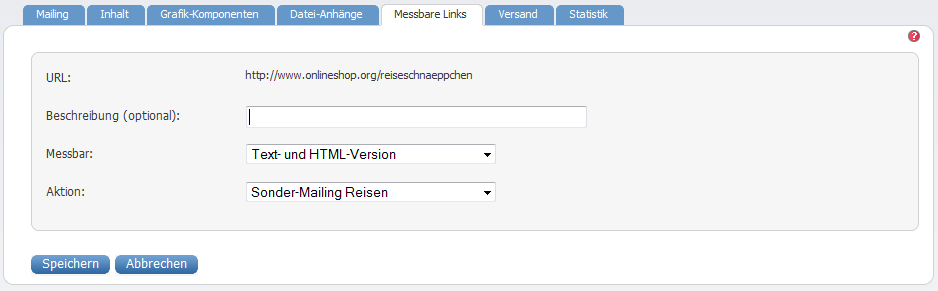 Mailing Inhalt Grafik-Komponenten Datei-Anhänge Messbare Links Versand Statistik
?
URL: http://www.onlineshop.org/reiseschnaeppchen
Beschreibung (optional):
Messbar: Text- und HTML-Version
Aktion: Sonder-Mailing Reisen
Speichern Abbrechen